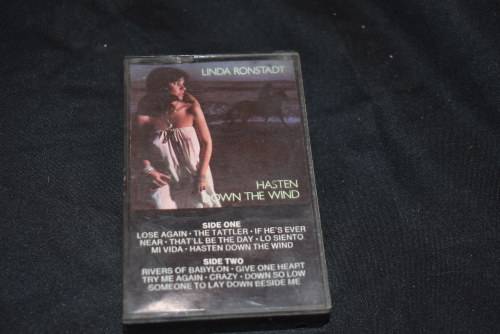 LINDA RONSTADT
HASTEN
DOWN THE WIND
SIDE ONE
LOSE AGAIN • THE TATTLER • IF HE'S EVER
NEAR • THAT'LL BE THE DAY • LO SIENTO
MI VIDA • HASTEN DOWN THE WIND
SIDE TWO
RIVERS OF BABYLON • GIVE ONE HEART
TRY ME AGAIN • CRAZY • DOWN SO LOW
SOMEONE TO LAY DOWN BESIDE ME